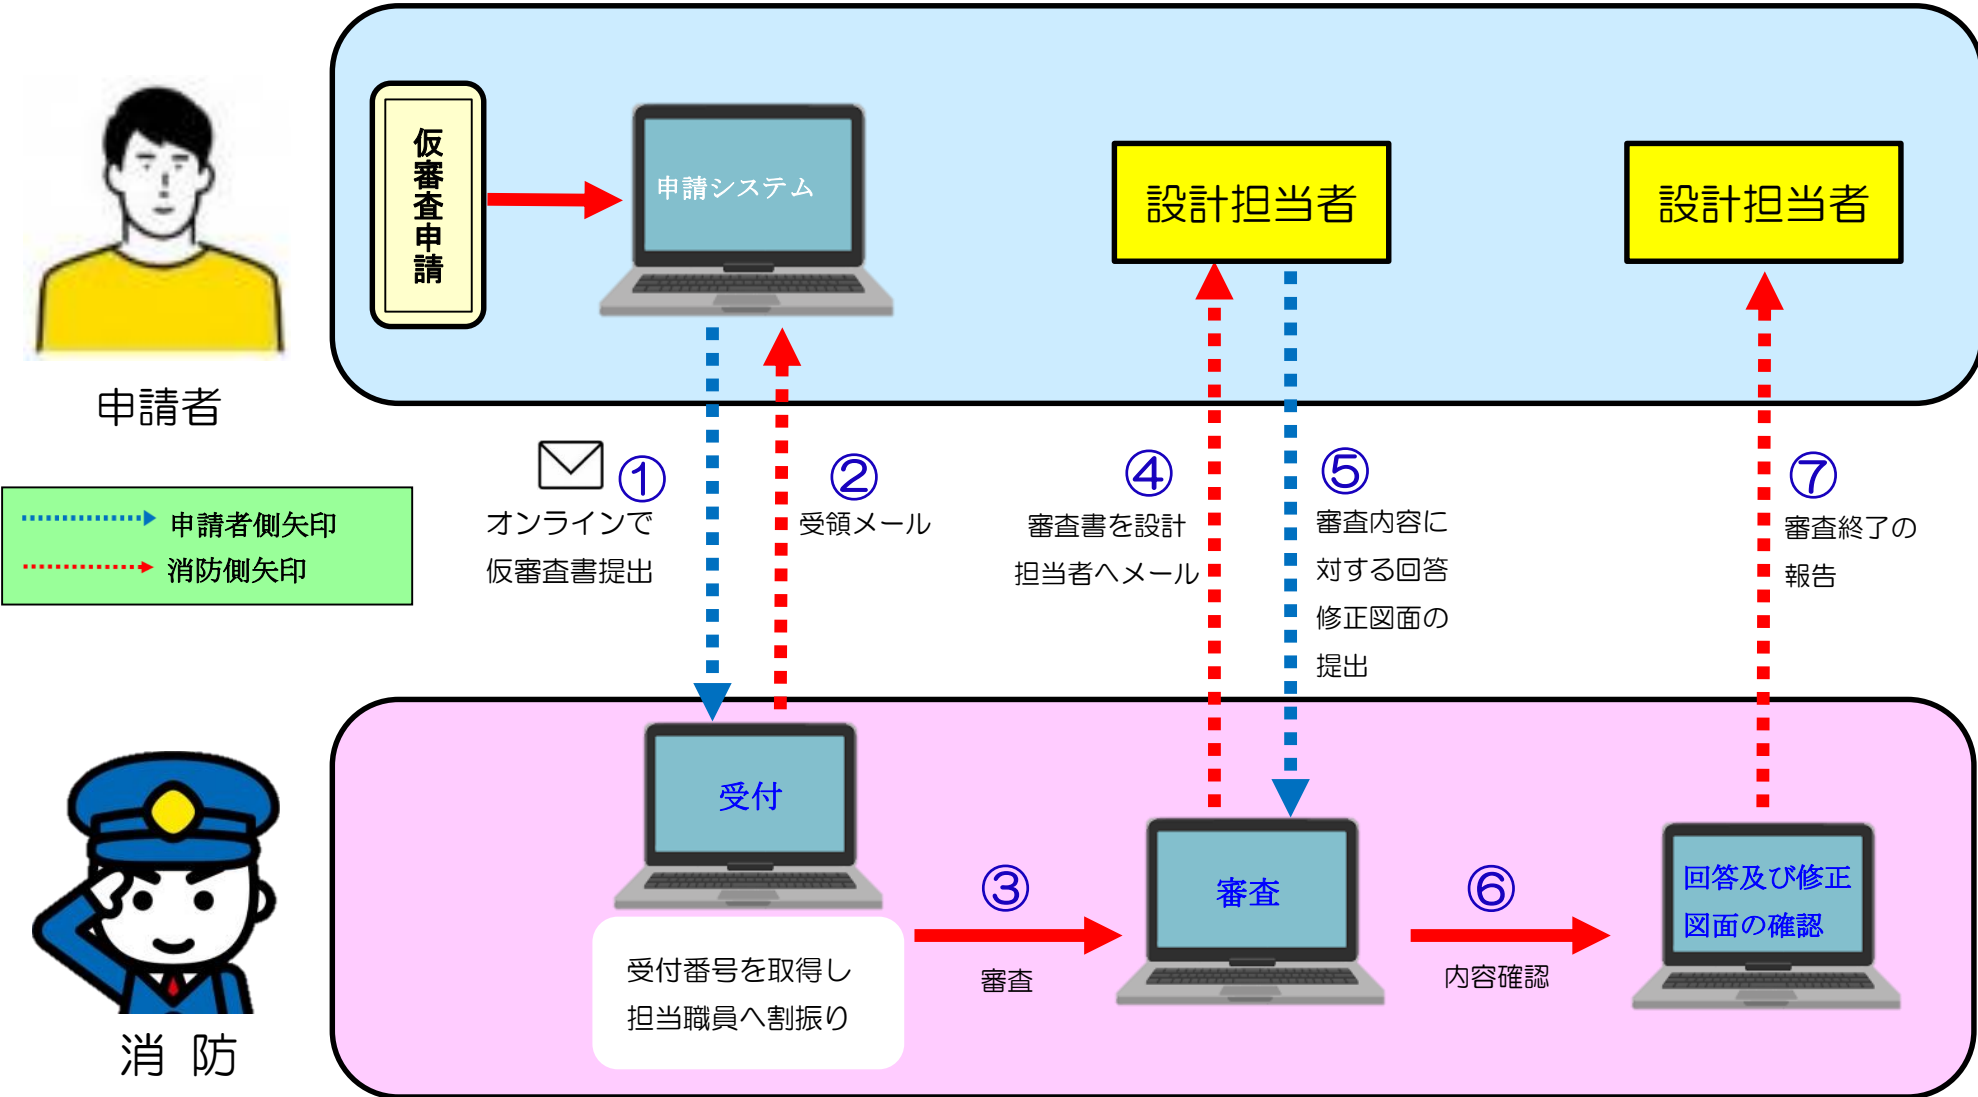 仮審査申請
申請システム
設計担当者
設計担当者
申請者
申請者側矢印
消防側矢印
①
オンラインで
仮審査書提出
②
受領メール
④
審査書を設計
担当者へメール
⑤
審査内容に
対する回答
修正図面の
提出
⑦
審査終了の
報告
受付
受付番号を取得し
担当職員へ割振り
③
審査
審査
⑥
内容確認
回答及び修正
図面の確認
消 防